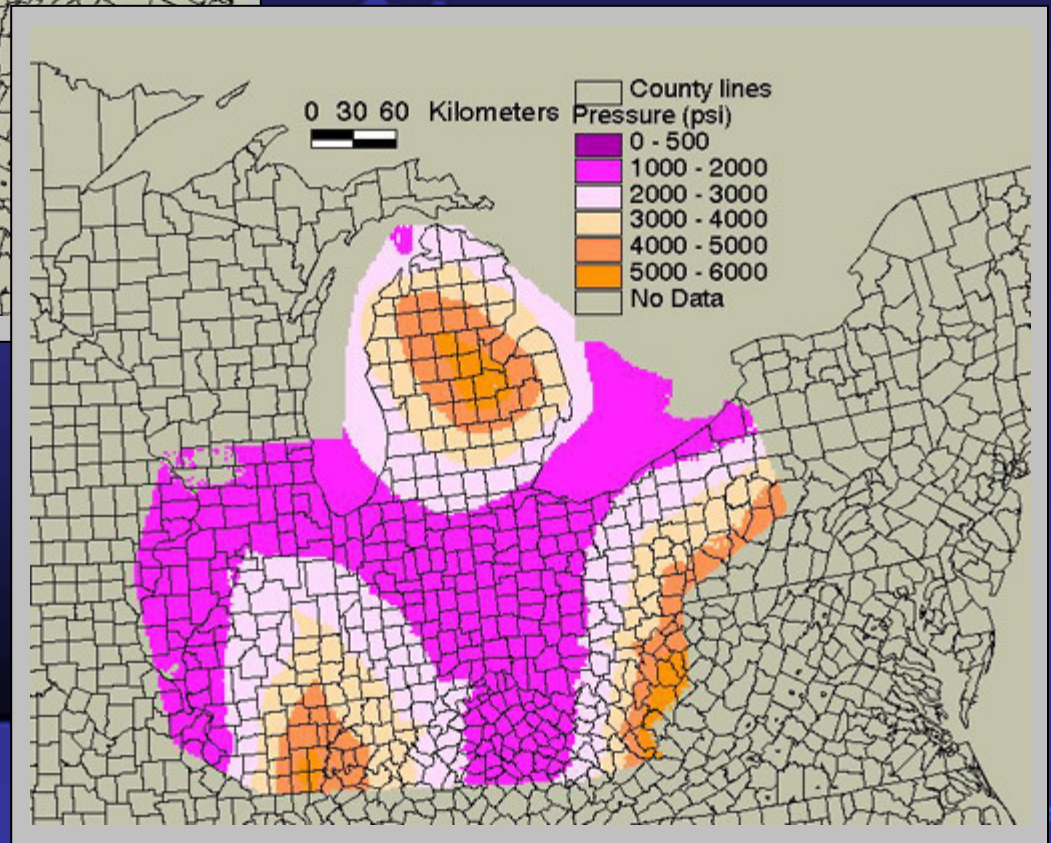 County lines
0 30 60 Kilometers
Pressure (psi)
0 - 500
1000 - 2000
2000 - 3000
3000 - 4000
4000 - 5000
5000 - 6000
No Data